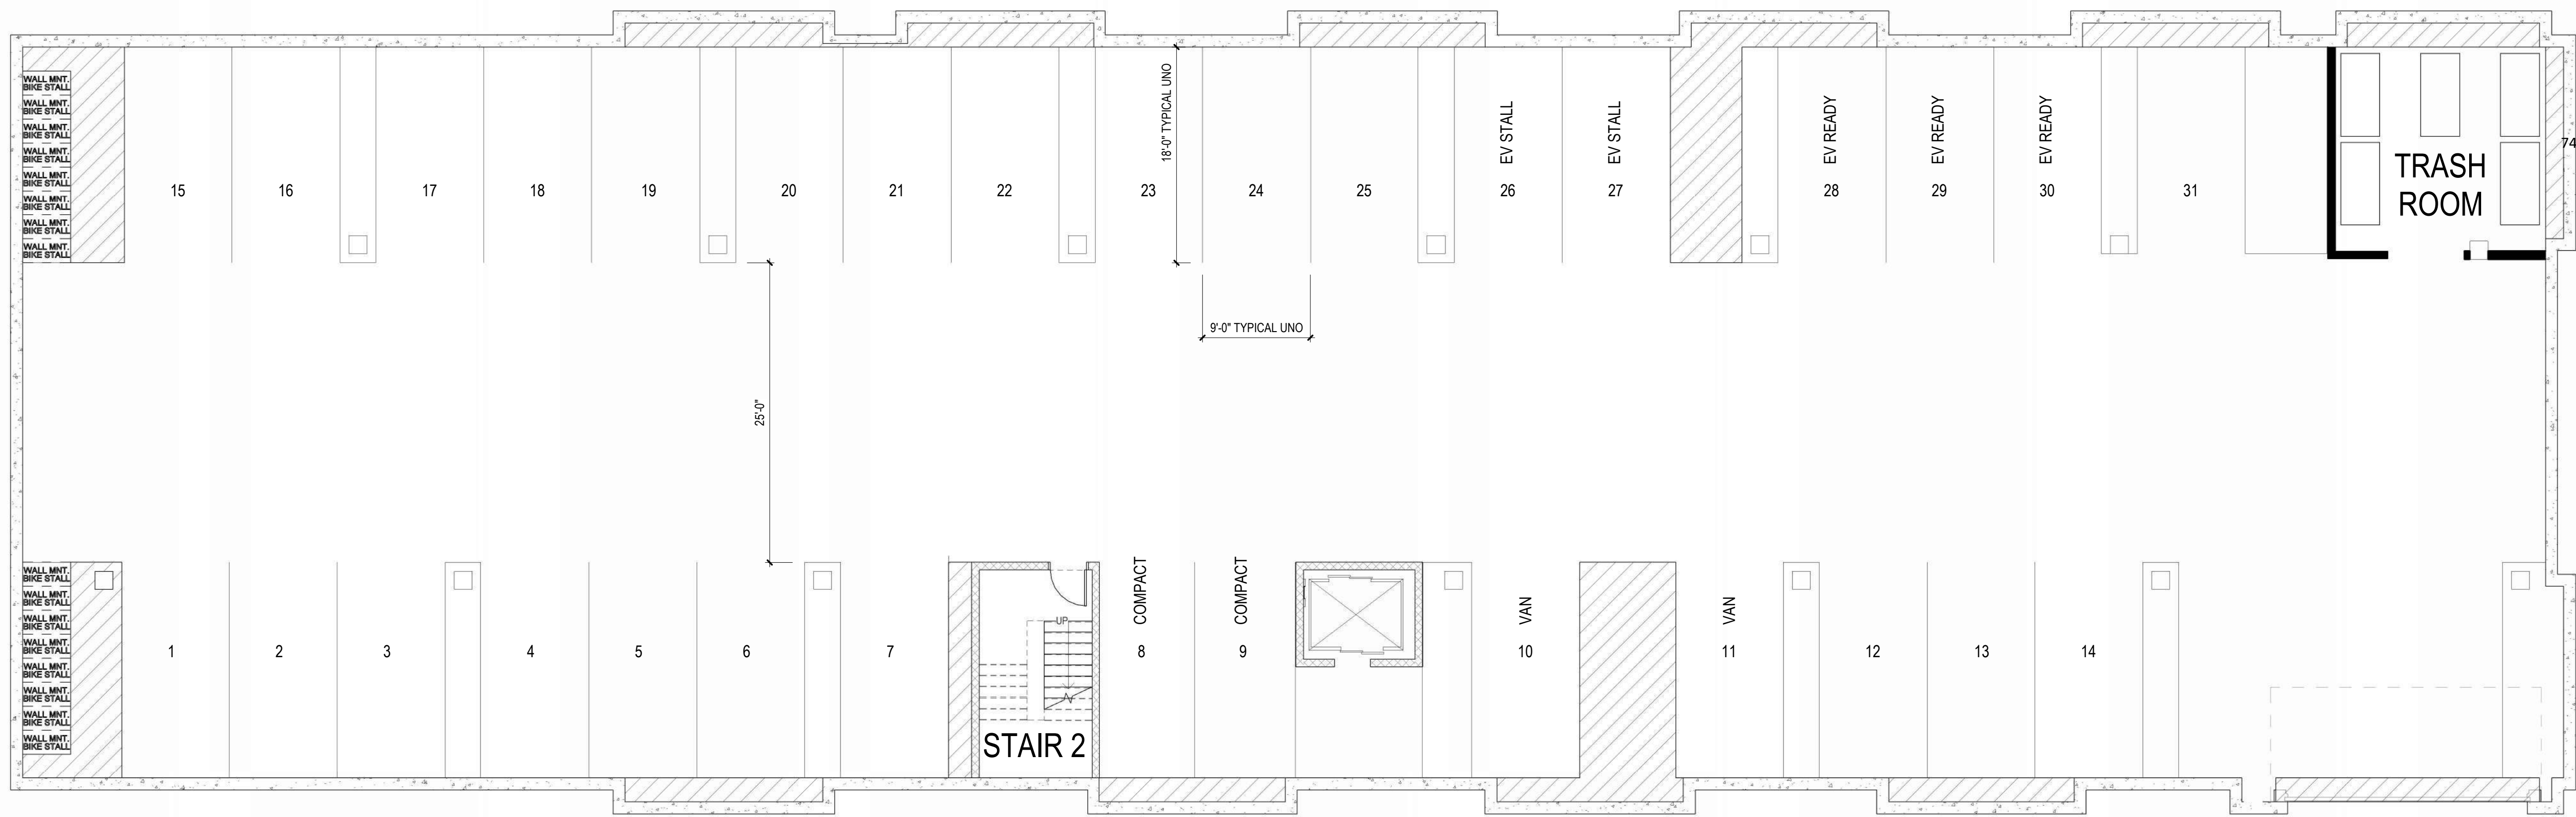 WALL MNT.
BIKE STALL
WALL MNT.
BIKE STALL
WALL MNT.
BIKE STALL
WALL MNT.
BIKE STALL
WALL MNT.
BIKE STALL
WALL MNT.
BIKE STALL
WALL MNT.
BIKE STALL
WALL MNT.
BIKE STALL
15
16
17
18
19
20
21
22
23
18'-0" TYPICAL UNO
24
25
EV STALL
26
EV STALL
27
EV READY
28
EV READY
29
EV READY
30
31
TRASH
ROOM
74
9'-0" TYPICAL UNO
25'-0"
WALL MNT.
BIKE STALL
WALL MNT.
BIKE STALL
WALL MNT.
BIKE STALL
WALL MNT.
BIKE STALL
WALL MNT.
BIKE STALL
WALL MNT.
BIKE STALL
WALL MNT.
BIKE STALL
WALL MNT.
BIKE STALL
1
2
3
4
5
6
7
UP
STAIR 2
COMPACT
8
COMPACT
9
VAN
10
VAN
11
12
13
14